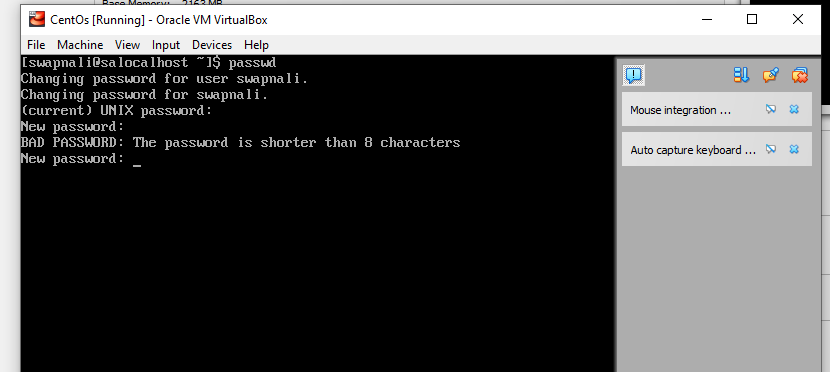 Base Memory: 2163 MB
CentOs [Running] - Oracle VM VirtualBox
File Machine View Input Devices Help
[swapnali@salocalhost ~]$ passwd
Changing password for user swapnali.
Changing password for swapnali.
(current) UNIX password:
New password:
BAD PASSWORD: The password is shorter than 8 characters
New password: _
Mouse integration ...
Auto capture keyboard ...